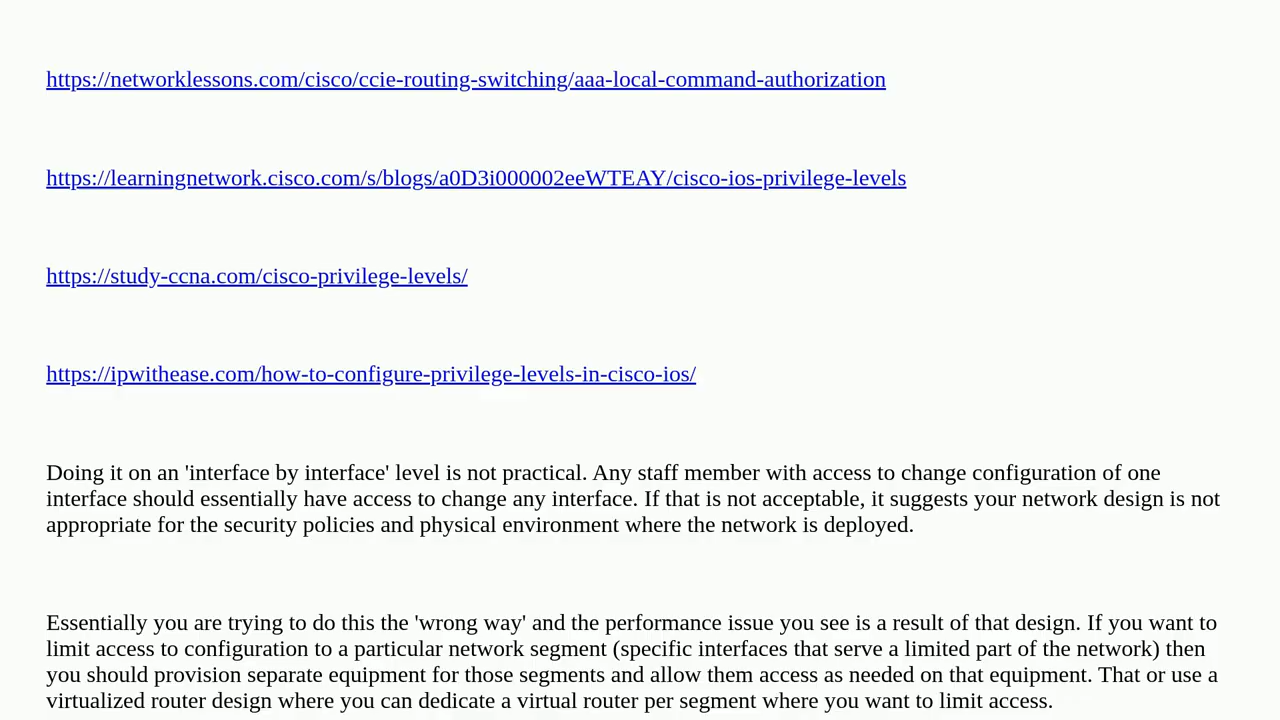 https://networklessons.com/cisco/ccie-routing-switching/aaa-local-command-authorization
https://learningnetwork.cisco.com/s/blogs/a0D3i000002eeWTEAY/cisco-ios-privilege-levels
https://study-ccna.com/cisco-privilege-levels/
https://ipwithease.com/how-to-configure-privilege-levels-in-cisco-ios/
Doing it on an 'interface by interface' level is not practical. Any staff member with access to change configuration of one
interface should essentially have access to change any interface. If that is not acceptable, it suggests your network design is not
appropriate for the security policies and physical environment where the network is deployed.
Essentially you are trying to do this the 'wrong way' and the performance issue you see is a result of that design. If you want to
limit access to configuration to a particular network segment (specific interfaces that serve a limited part of the network) then
you should provision separate equipment for those segments and allow them access as needed on that equipment. That or use a
virtualized router design where you can dedicate a virtual router per segment where you want to limit access.